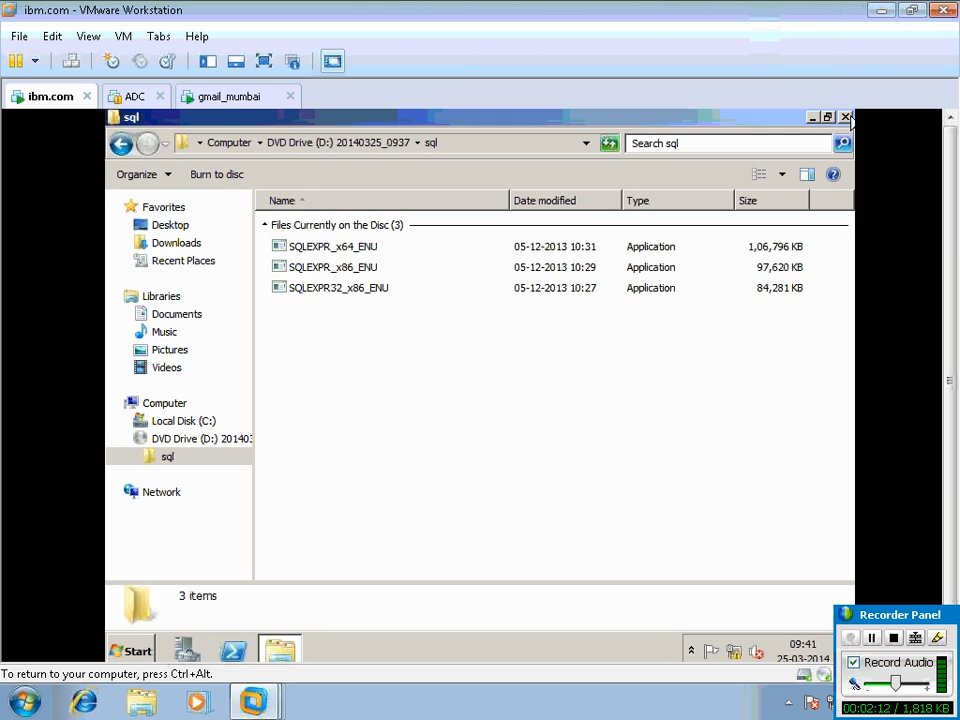 ibm.com - VMware Workstation
File Edit View VM Tabs Help
ibm.com ADC gmail_mumbai
sql
Computer DVD Drive (D:) 20140325_0937 sql Search sql
Organize Burn to disc
Favorites
Desktop
Downloads
Recent Places
Libraries
Documents
Music
Pictures
Videos
Computer
Local Disk (C:)
DVD Drive (D:) 201403
sql
Network
Name Date modified Type Size
Files Currently on the Disc (3)
SQLEXPR_x64_ENU 05-12-2013 10:31 Application 1,06,796 KB
SQLEXPR_x86_ENU 05-12-2013 10:29 Application 97,620 KB
SQLEXPR32_x86_ENU 05-12-2013 10:27 Application 84,281 KB
3 items
Start
09:41
25-03-2014
To return to your computer, press Ctrl+Alt.
Recorder Panel
Record Audio
00:02:12 / 1,818 KB